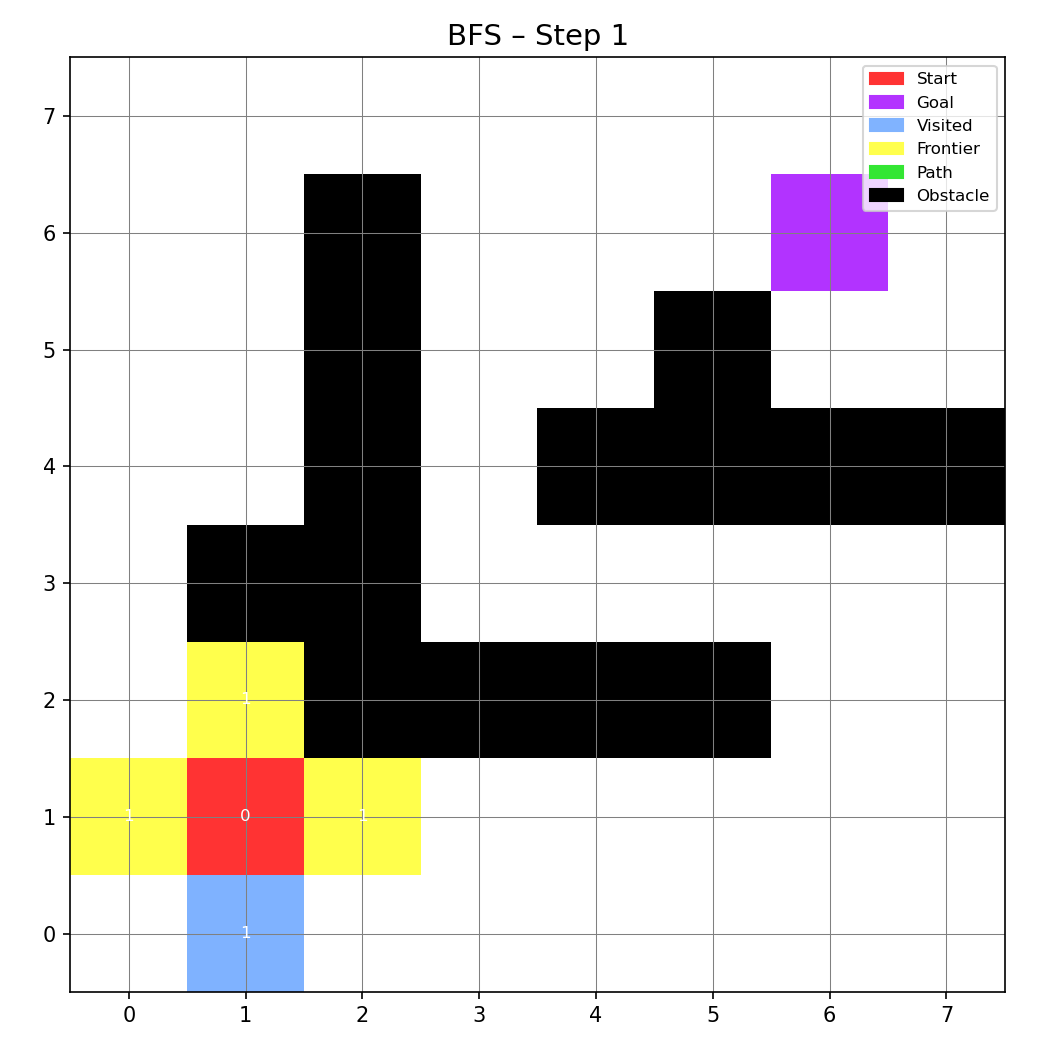 BFS – Step 1
Start
Goal
Visited
Frontier
Path
Obstacle
7
6
5
4
3
2
1
0
1
1 0 1
1
0 1 2 3 4 5 6 7